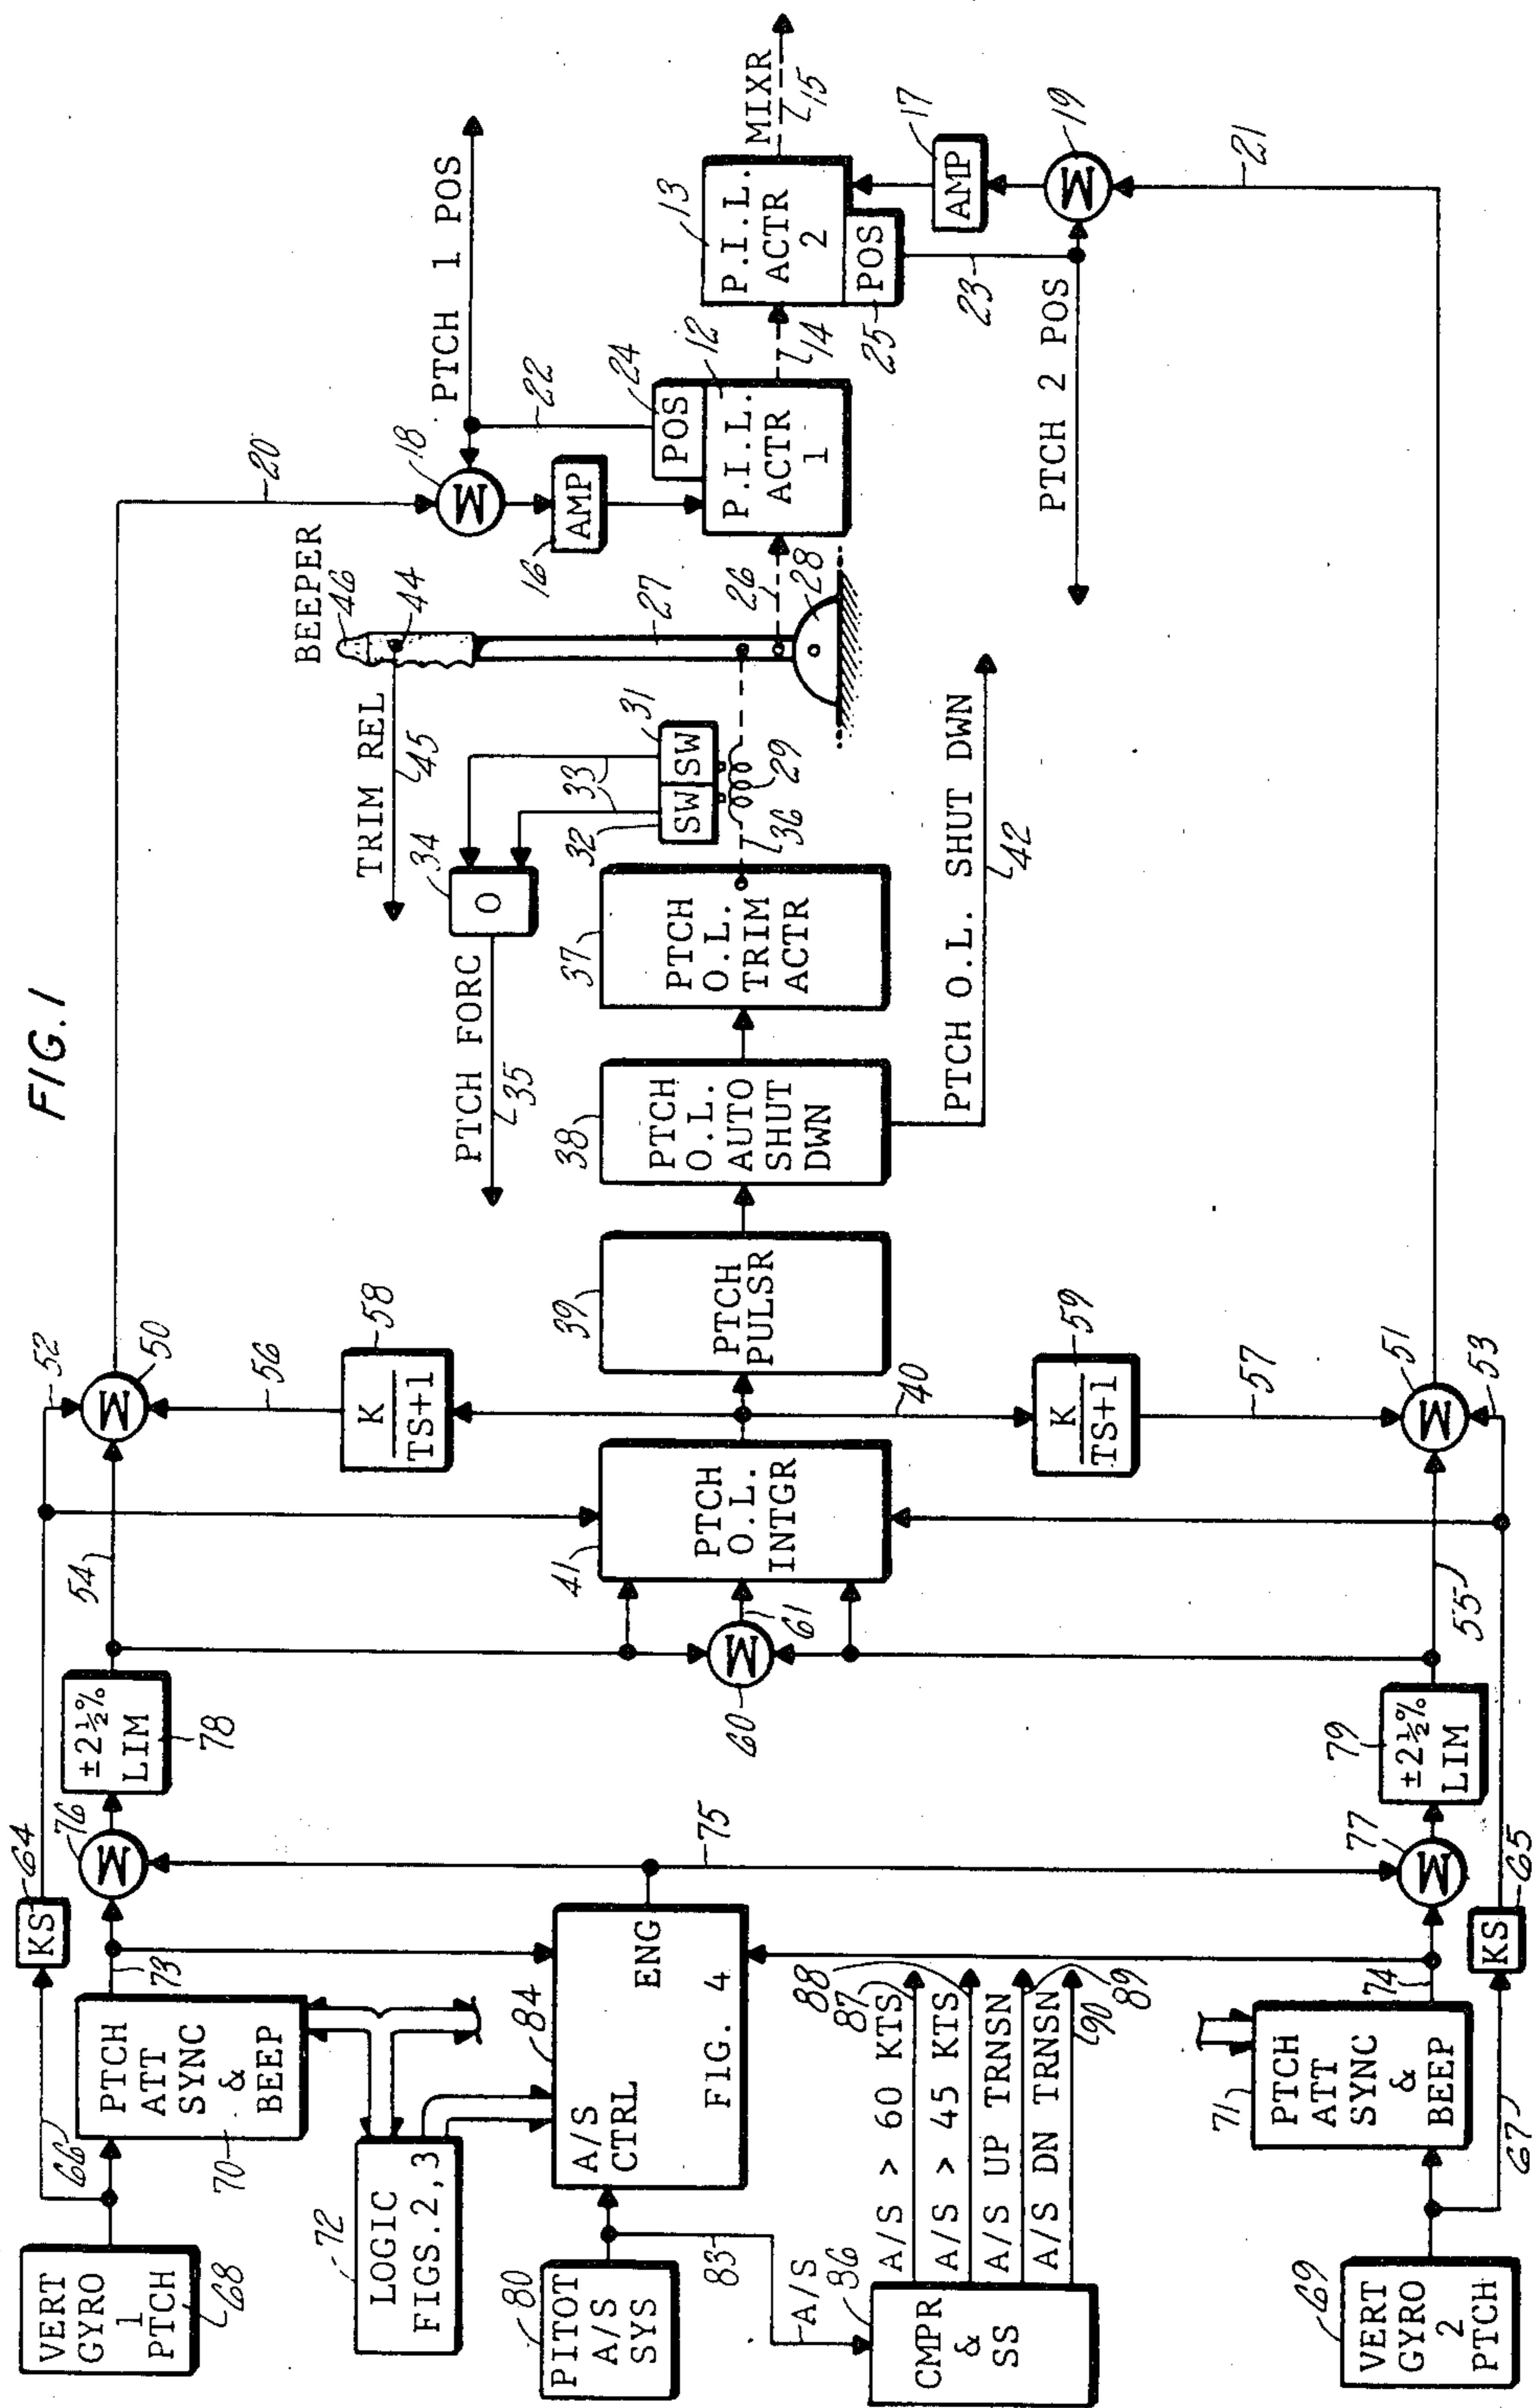 FIG. 1
VERT
GYRO
1
PTCH
68
66
KS
64
52
PTCH
ATT
SYNC
&
BEEP
70
73
76
±2½%
LIM
78
54
50
20
BEEPER
46
44
TRIM REL
45
18
PTCH 1 POS
22
AMP
16
POS
24
P.I.L.
ACTR
1
12
14
P.I.L.
ACTR
2
13
MIXR
15
POS
25
AMP
17
M
19
21
23
PTCH 2 POS
26
27
28
SW
SW
31
32
33
29
36
O
34
PTCH FORC
35
PTCH
O.L.
TRIM
ACTR
37
PTCH
O.L.
AUTO
SHUT
DWN
38
PTCH O.L. SHUT DWN
42
PTCH
PULSR
39
K
TS+1
58
56
40
K
TS+1
59
57
PTCH
O.L.
INTGR
41
61
60
LOGIC
FIGS. 2, 3
72
PITOT
A/S
SYS
80
A/S
CTRL
ENG
FIG. 4
84
75
83
A/S
CMPR
&
SS
86
A/S > 60 KTS
87
88
A/S > 45 KTS
A/S UP TRNSN
A/S DN TRNSN
89
90
VERT
GYRO
2
PTCH
69
PTCH
ATT
SYNC
&
BEEP
71
74
67
KS
65
77
±2½%
LIM
79
55
51
53
M
M
M
M
M
M